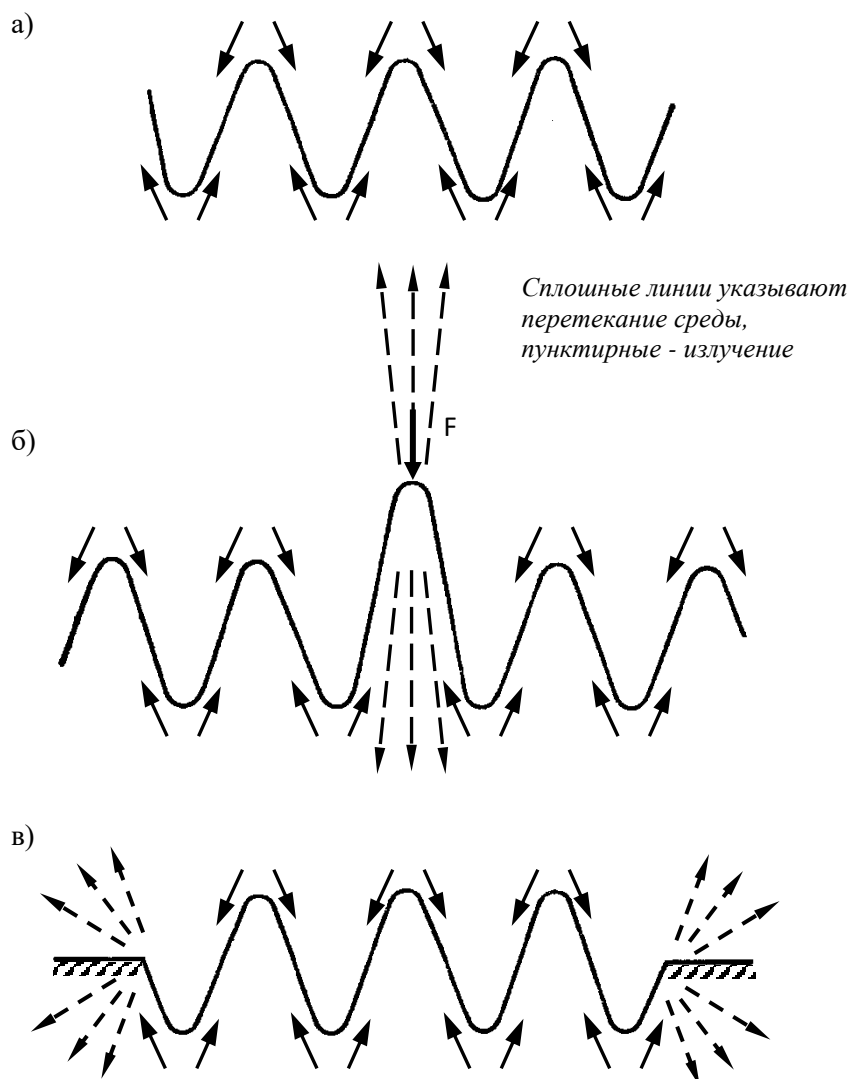 а)
Сплошные линии указывают
перетекание среды,
пунктирные - излучение
F
б)
в)